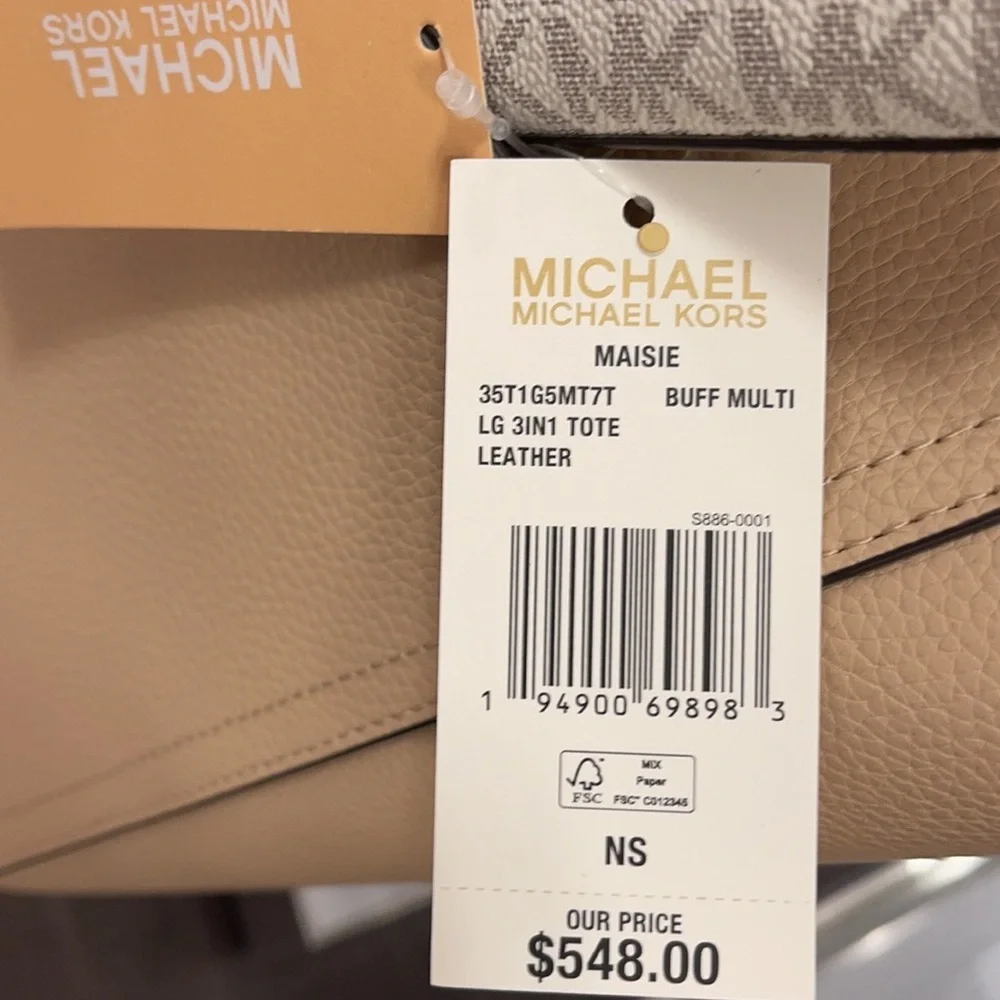 MICHAEL
MICHAEL KORS
MICHAEL
MICHAEL KORS
MAISIE
35T1G5MT7T BUFF MULTI
LG 3IN1 TOTE
LEATHER
S886-0001
1 94900 69898 3
MIX
Paper
FSC FSC™ C012345
NS
OUR PRICE
$548.00